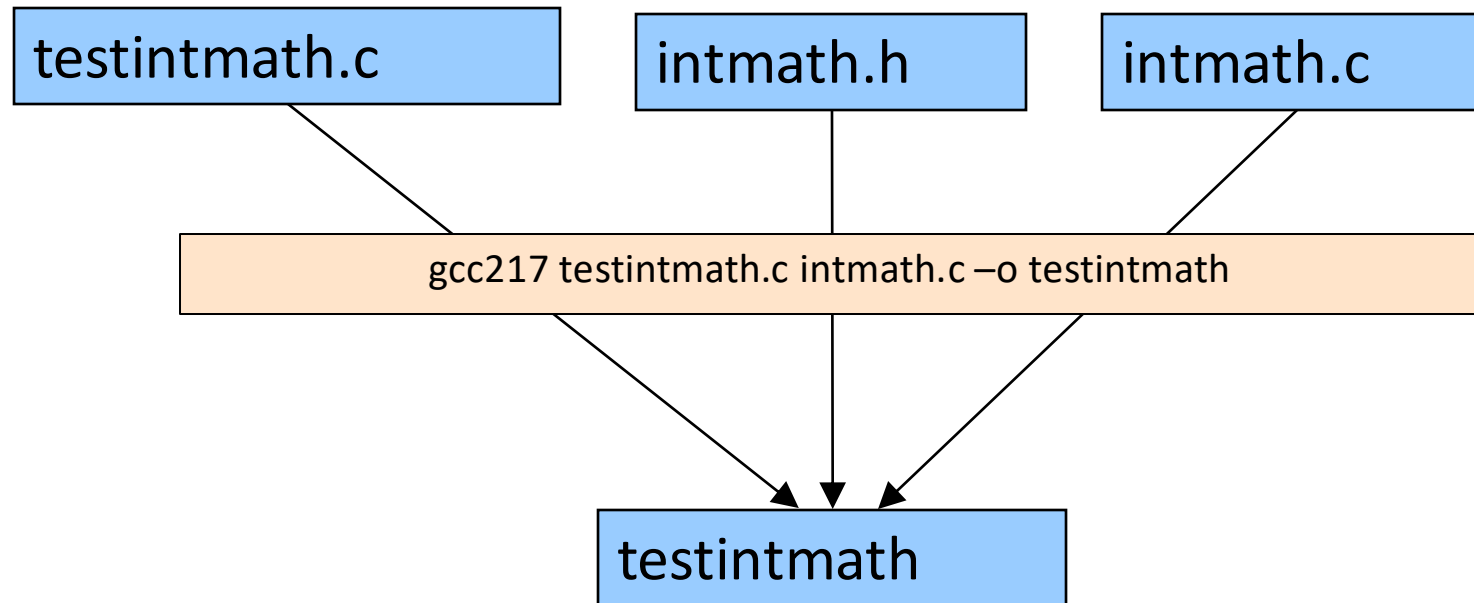 testintmath.c
intmath.h
intmath.c
gcc217 testintmath.c intmath.c –o testintmath
testintmath